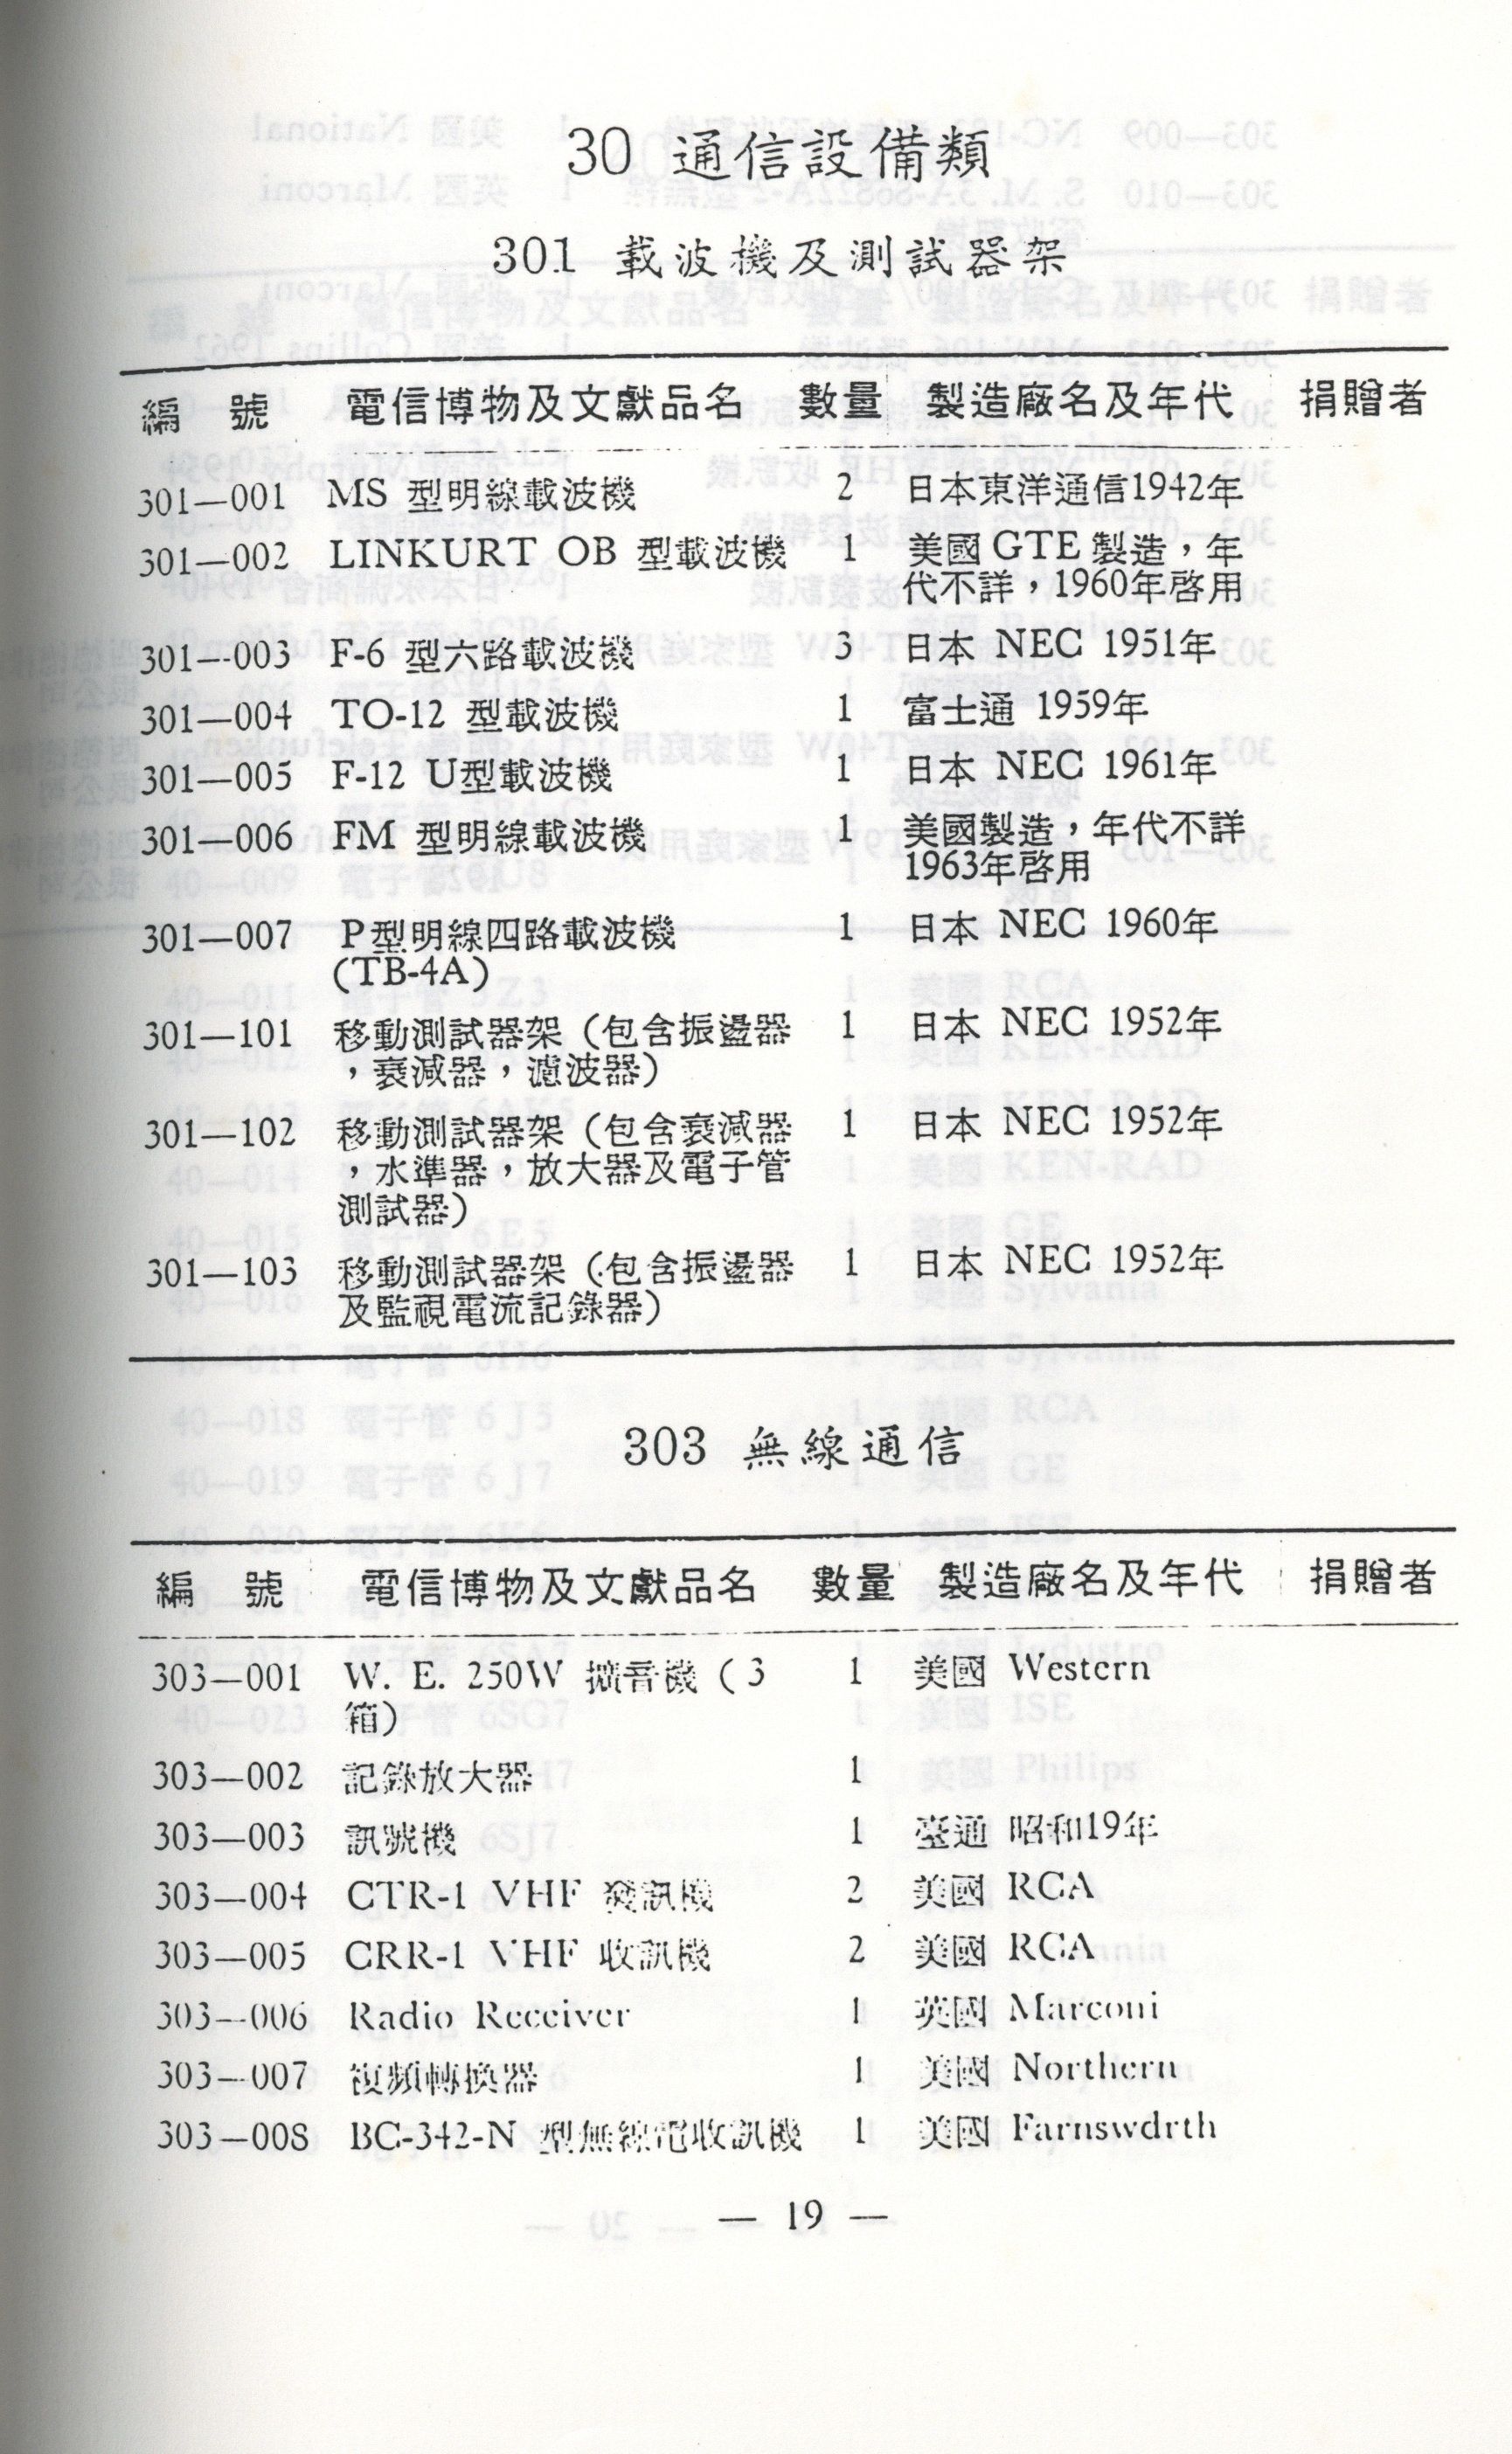 30 通信設備類
301 載波機及測試器架
編 號 電信博物及文獻品名 數量 製造廠名及年代 捐贈者
301—001 MS 型明線載波機 2 日本東洋通信1942年
301—002 LINKURT OB 型載波機 1 美國 GTE 製造，年
代不詳，1960年啓用
301—003 F-6 型六路載波機 3 日本 NEC 1951年
301—004 TO-12 型載波機 1 富士通 1959年
301—005 F-12 U型載波機 1 日本 NEC 1961年
301—006 FM 型明線載波機 1 美國製造，年代不詳
1963年啓用
301—007 P型明線四路載波機 1 日本 NEC 1960年
(TB-4A)
301—101 移動測試器架（包含振盪器 1 日本 NEC 1952年
，衰減器，濾波器）
301—102 移動測試器架（包含衰減器 1 日本 NEC 1952年
，水準器，放大器及電子管
測試器）
301—103 移動測試器架（包含振盪器 1 日本 NEC 1952年
及監視電流記錄器）
303 無線通信
編 號 電信博物及文獻品名 數量 製造廠名及年代 捐贈者
303—001 W. E. 250W 擴音機（3 1 美國 Western
箱）
303—002 記錄放大器 1
303—003 訊號機 1 臺通 昭和19年
303—004 CTR-1 VHF 發訊機 2 美國 RCA
303—005 CRR-1 VHF 收訊機 2 美國 RCA
303—006 Radio Receiver 1 英國 Marconi
303—007 復頻轉換器 1 美國 Northern
303—008 BC-342-N 型無線電收訊機 1 美國 Farnswdrth
— 19 —